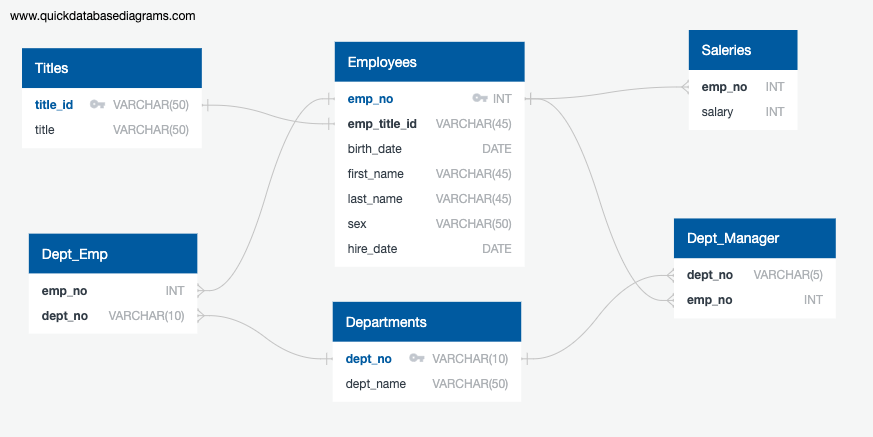 www.quickdatabasediagrams.com
Titles
title_id VARCHAR(50)
title VARCHAR(50)
Employees
emp_no INT
emp_title_id VARCHAR(45)
birth_date DATE
first_name VARCHAR(45)
last_name VARCHAR(45)
sex VARCHAR(50)
hire_date DATE
Saleries
emp_no INT
salary INT
Dept_Emp
emp_no INT
dept_no VARCHAR(10)
Departments
dept_no VARCHAR(10)
dept_name VARCHAR(50)
Dept_Manager
dept_no VARCHAR(5)
emp_no INT